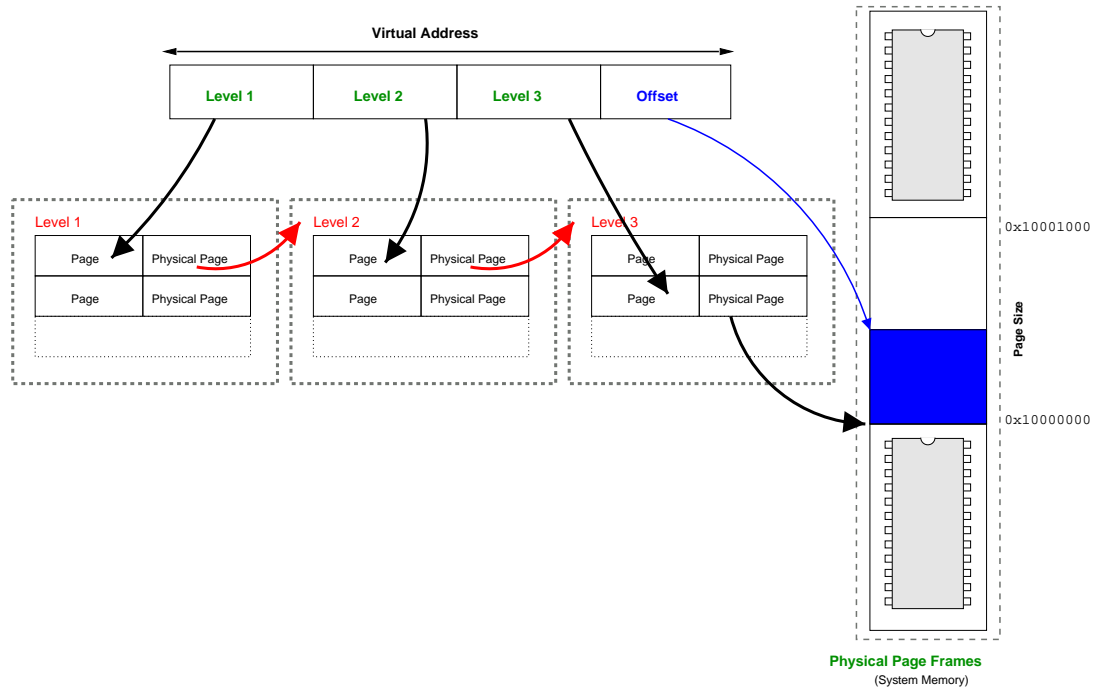 Virtual Address
Level 1 Level 2 Level 3 Offset
Level 1
Page Physical Page
Page Physical Page
Level 2
Page Physical Page
Page Physical Page
Level 3
Page Physical Page
Page Physical Page
0x10001000
Page Size
0x10000000
Physical Page Frames
(System Memory)